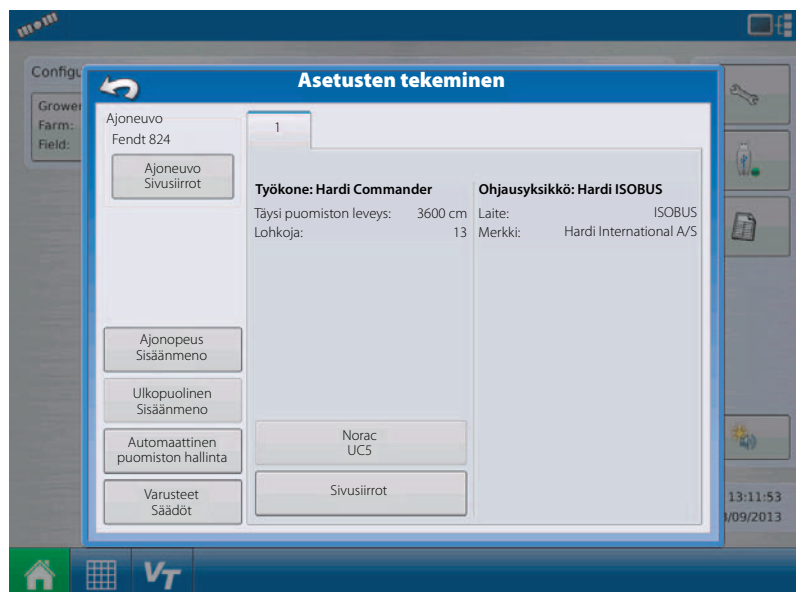 Asetusten tekeminen
Configu
Grower
Farm:
Field:
Ajoneuvo
Fendt 824
Ajoneuvo
Sivusiirrot
Ajonopeus
Sisäänmeno
Ulkopuolinen
Sisäänmeno
Automaattinen
puomiston hallinta
Varusteet
Säädöt
1
Työkone: Hardi Commander
Täysi puomiston leveys: 3600 cm
Lohkoja: 13
Norac
UC5
Sivusiirrot
Ohjausyksikkö: Hardi ISOBUS
Laite: ISOBUS
Merkki: Hardi International A/S
13:11:53
/09/2013
VT